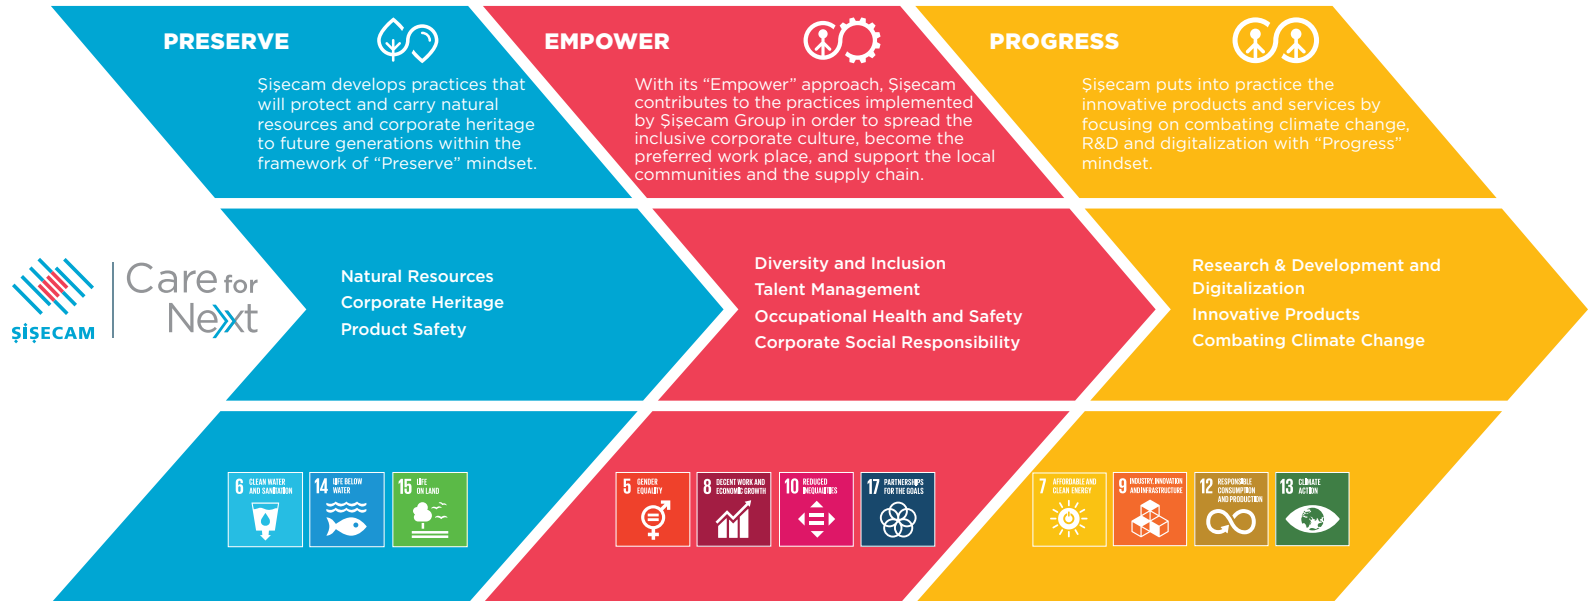 PRESERVE
Şişecam develops practices that
will protect and carry natural
resources and corporate heritage
to future generations within the
framework of “Preserve” mindset.
EMPOWER
With its “Empower” approach, Şişecam
contributes to the practices implemented
by Şişecam Group in order to spread the
inclusive corporate culture, become the
preferred work place, and support the local
communities and the supply chain.
PROGRESS
Şişecam puts into practice the
innovative products and services by
focusing on combating climate change,
R&D and digitalization with “Progress”
mindset.
ŞİŞECAM
Care for
Next
Natural Resources
Corporate Heritage
Product Safety
Diversity and Inclusion
Talent Management
Occupational Health and Safety
Corporate Social Responsibility
Research & Development and
Digitalization
Innovative Products
Combating Climate Change
6 CLEAN WATER
AND SANITATION
14 LIFE BELOW
WATER
15 LIFE
ON LAND
5 GENDER
EQUALITY
8 DECENT WORK AND
ECONOMIC GROWTH
10 REDUCED
INEQUALITIES
17 PARTNERSHIPS
FOR THE GOALS
7 AFFORDABLE AND
CLEAN ENERGY
9 INDUSTRY, INNOVATION
AND INFRASTRUCTURE
12 RESPONSIBLE
CONSUMPTION
AND PRODUCTION
13 CLIMATE
ACTION